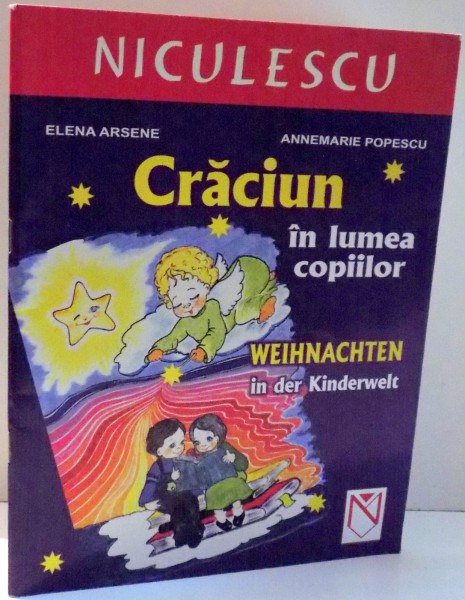 NICULESCU
ELENA ARSENE
ANNEMARIE POPESCU
Crăciun
în lumea
copiilor
WEIHNACHTEN
in der Kinderwelt
N